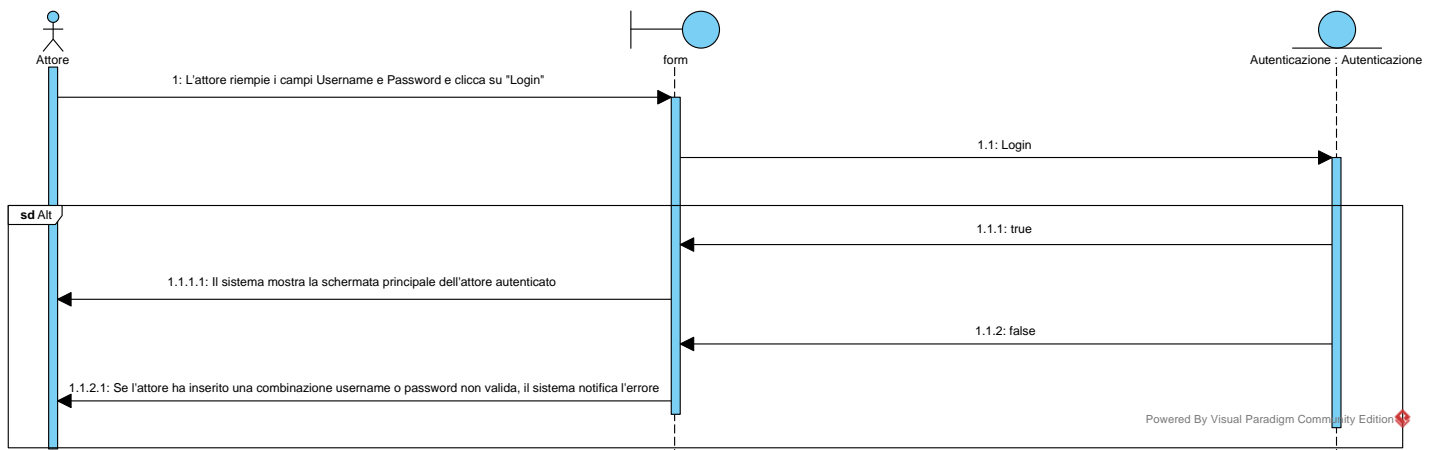 Attore
form
Autenticazione : Autenticazione
1: L'attore riempie i campi Username e Password e clicca su "Login"
1.1: Login
sd Alt
1.1.1: true
1.1.1.1: Il sistema mostra la schermata principale dell'attore autenticato
1.1.2: false
1.1.2.1: Se l'attore ha inserito una combinazione username o password non valida, il sistema notifica l'errore
Powered By Visual Paradigm Community Edition